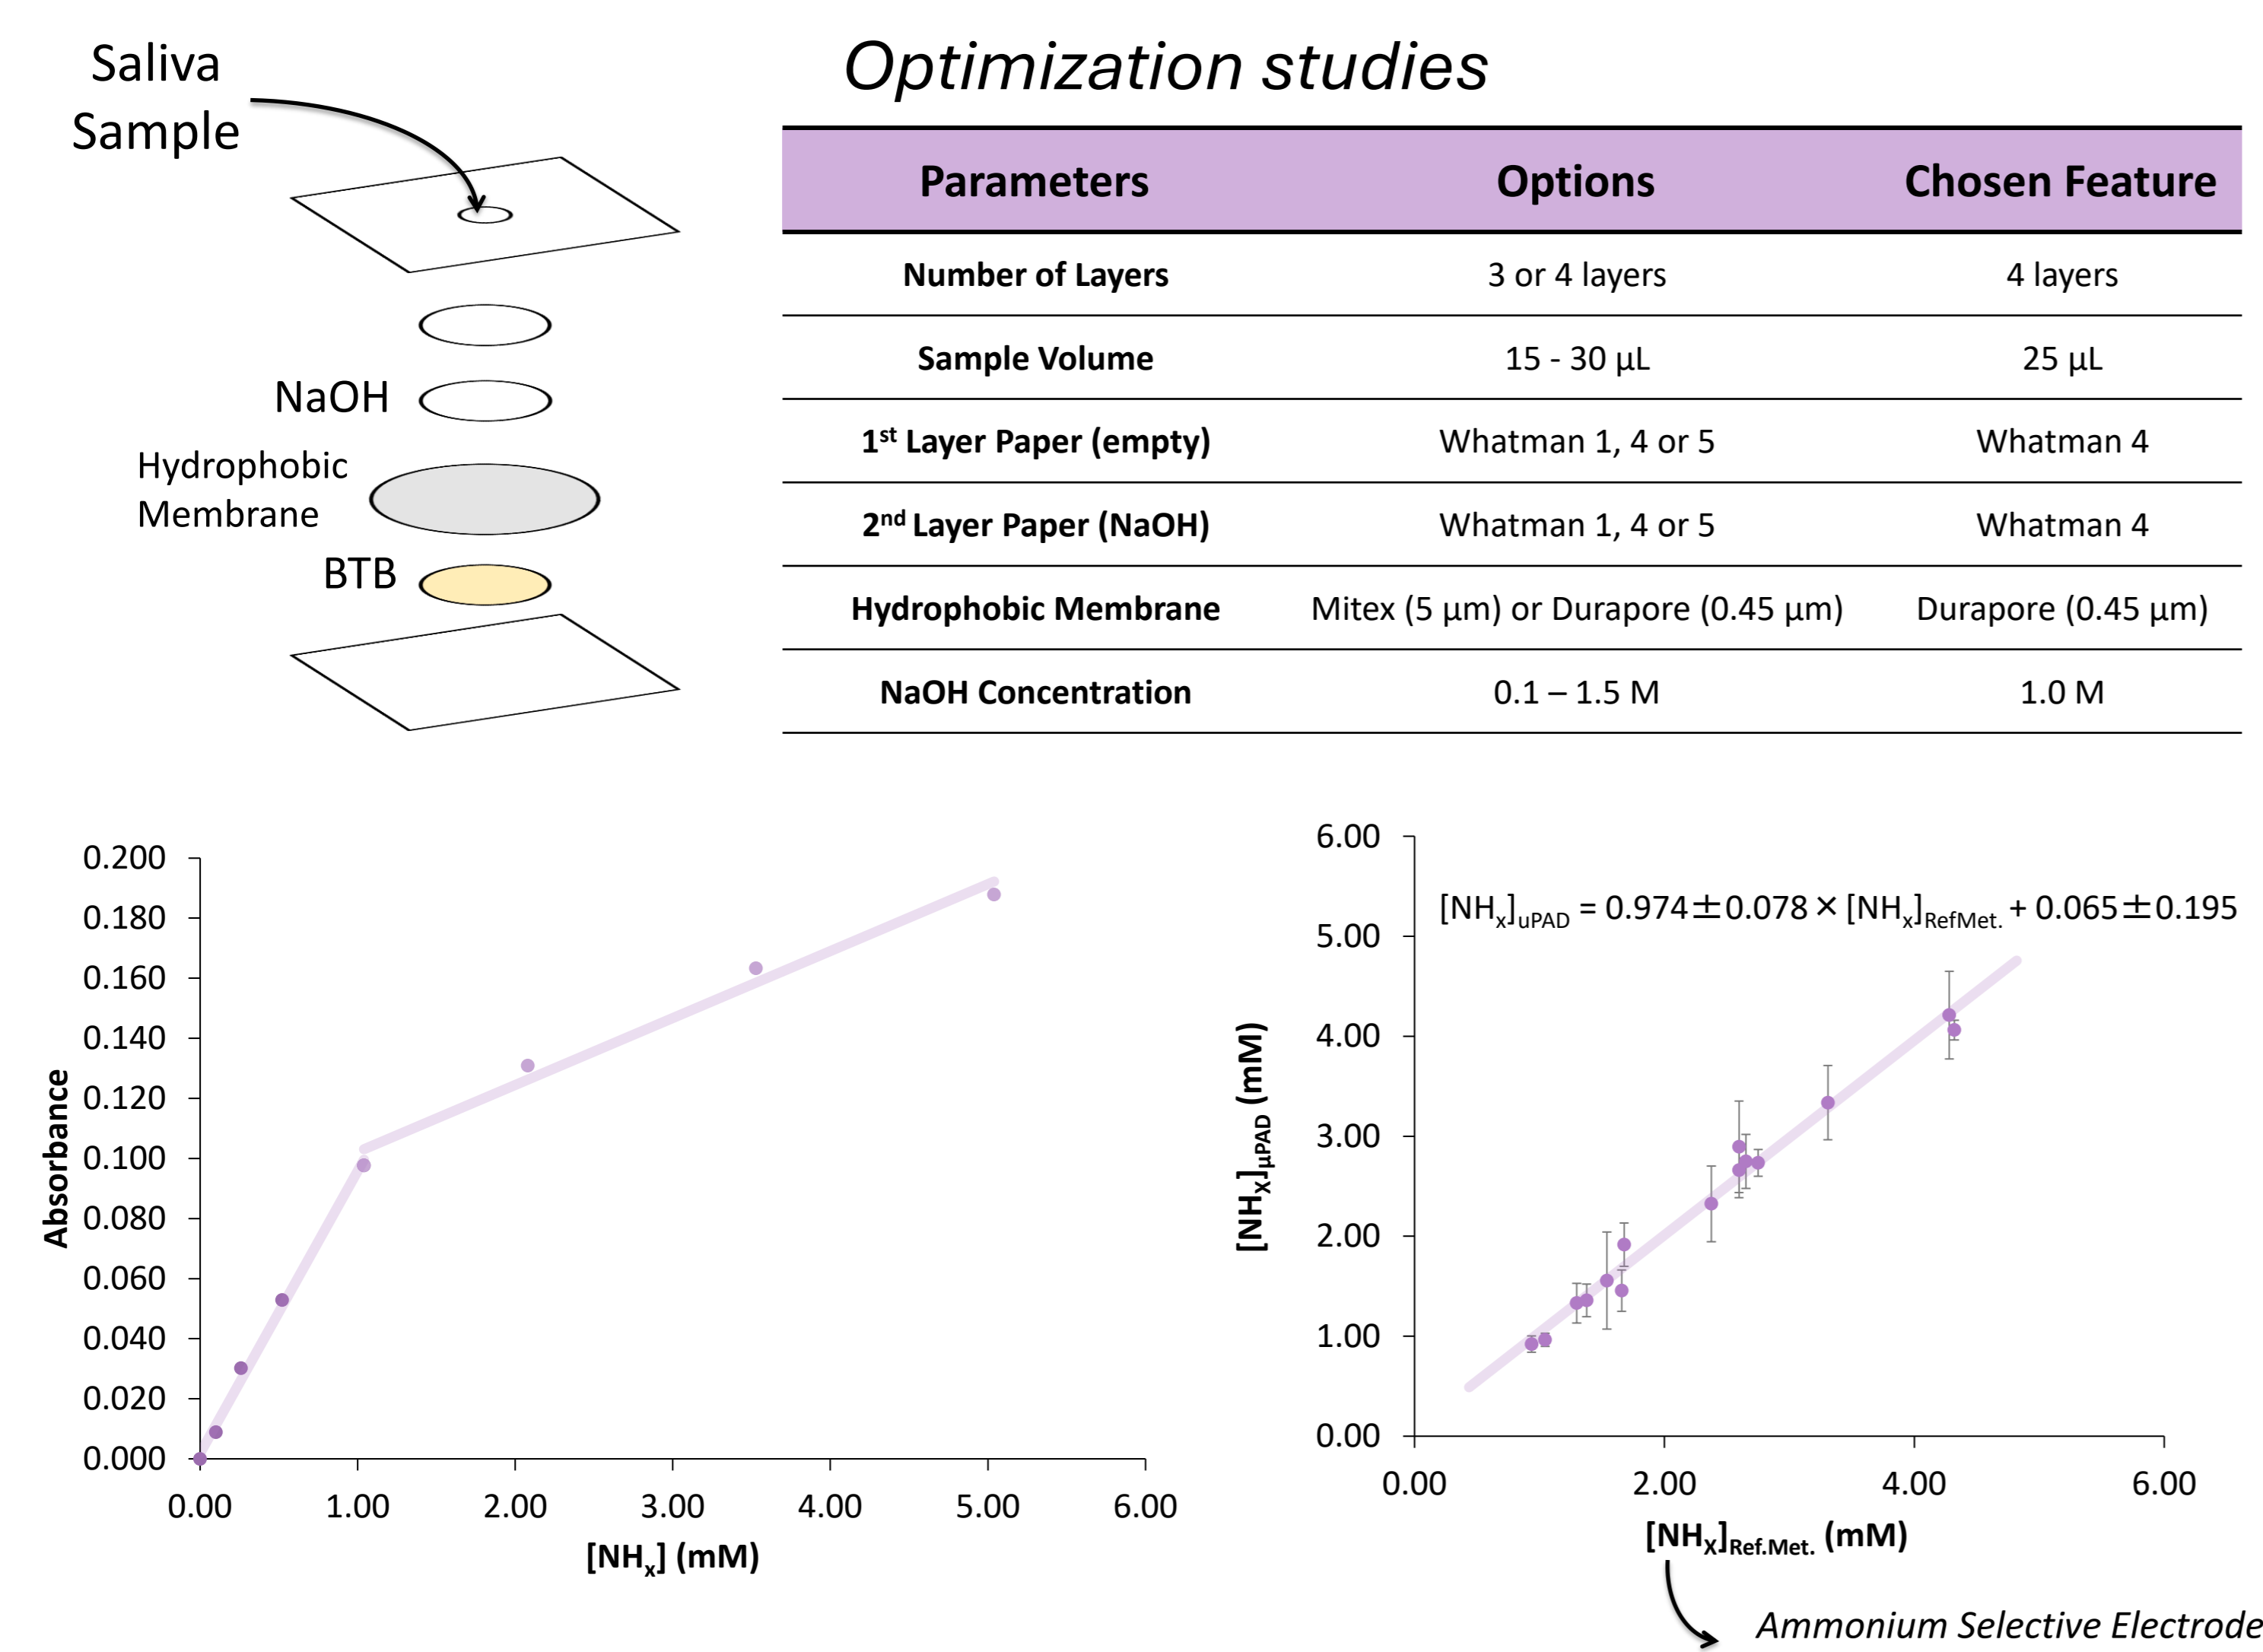 Saliva
Sample
NaOH
Hydrophobic
Membrane
BTB
Optimization studies
Parameters Options Chosen Feature
Number of Layers 3 or 4 layers 4 layers
Sample Volume 15 - 30 µL 25 µL
1st Layer Paper (empty) Whatman 1, 4 or 5 Whatman 4
2nd Layer Paper (NaOH) Whatman 1, 4 or 5 Whatman 4
Hydrophobic Membrane Mitex (5 µm) or Durapore (0.45 µm) Durapore (0.45 µm)
NaOH Concentration 0.1 – 1.5 M 1.0 M
Absorbance
0.200
0.180
0.160
0.140
0.120
0.100
0.080
0.060
0.040
0.020
0.000
0.00 1.00 2.00 3.00 4.00 5.00 6.00
[NHx] (mM)
[NHX]µPAD (mM)
6.00
5.00
4.00
3.00
2.00
1.00
0.00
[NHx]uPAD = 0.974±0.078 × [NHx]RefMet. + 0.065±0.195
0.00 2.00 4.00 6.00
[NHX]Ref.Met. (mM)
Ammonium Selective Electrode